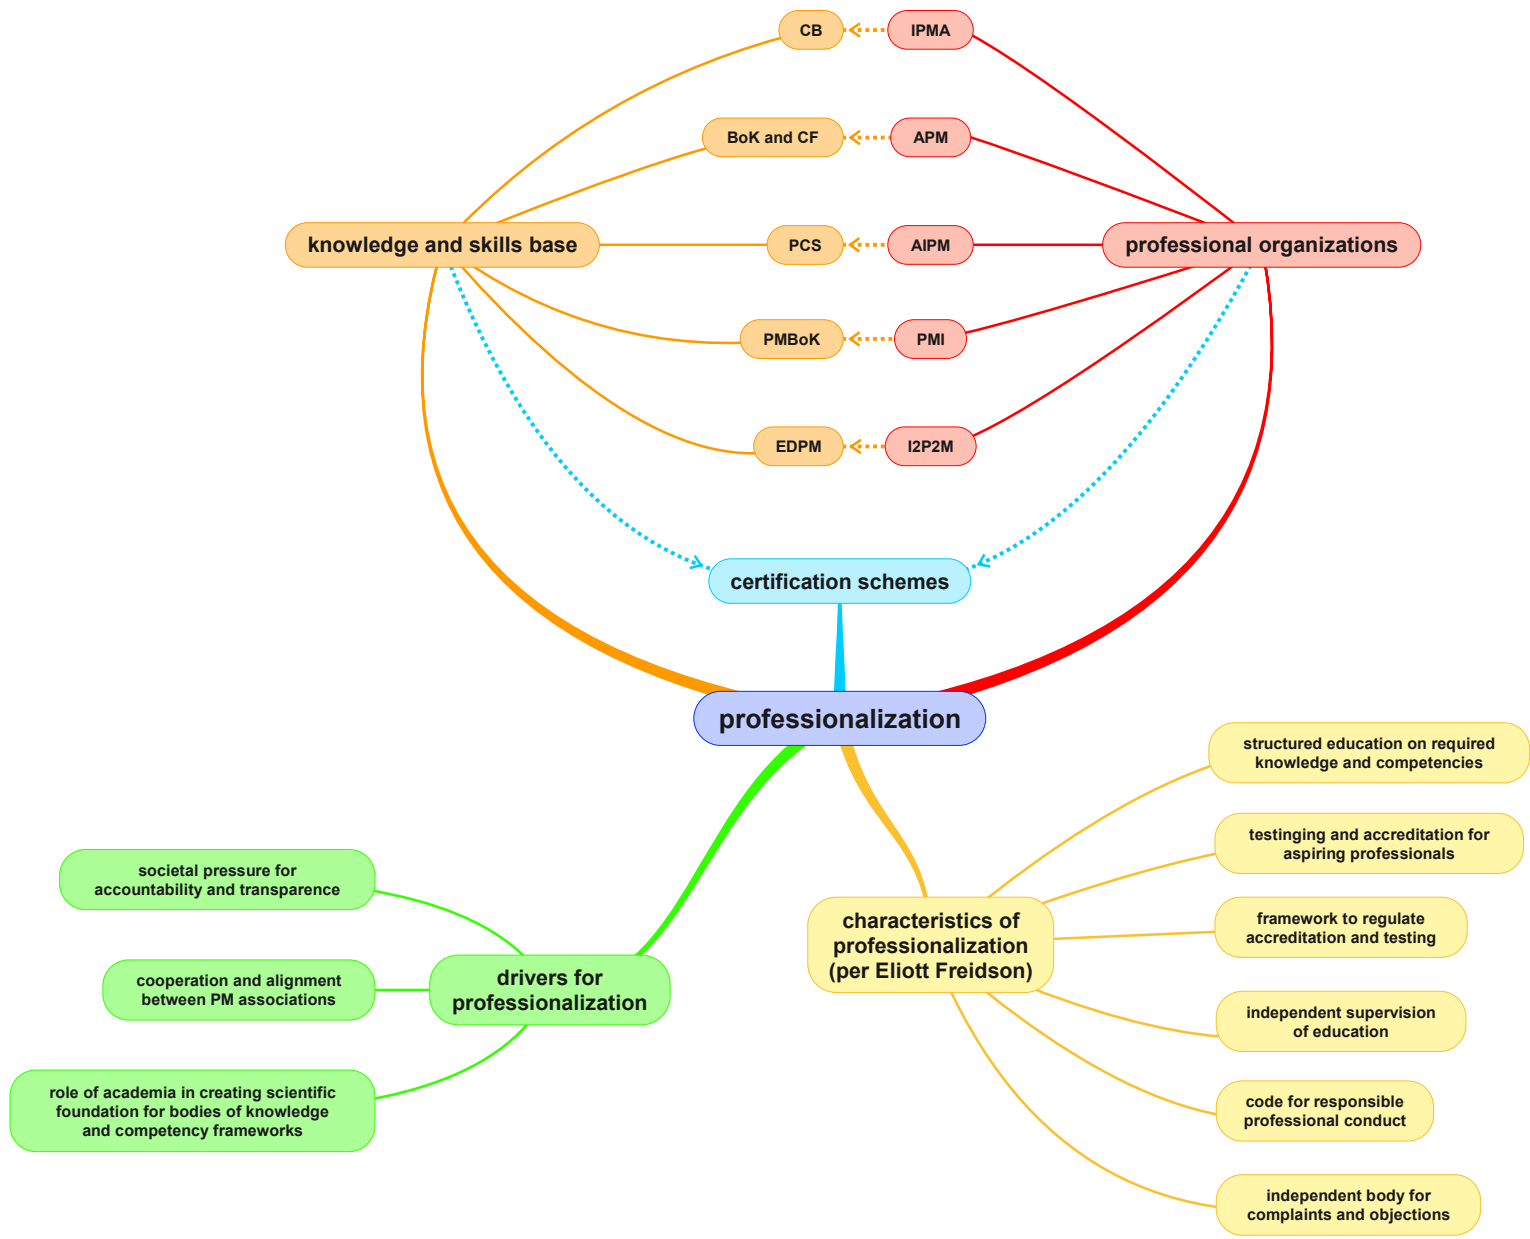 CB
IPMA
BoK and CF
APM
knowledge and skills base
PCS
AIPM
professional organizations
PMBoK
PMI
EDPM
I2P2M
certification schemes
professionalization
structured education on required
knowledge and competencies
testinging and accreditation for
aspiring professionals
societal pressure for
accountability and transparence
characteristics of
professionalization
(per Eliott Freidson)
framework to regulate
accreditation and testing
cooperation and alignment
between PM associations
drivers for
professionalization
independent supervision
of education
role of academia in creating scientific
foundation for bodies of knowledge
and competency frameworks
code for responsible
professional conduct
independent body for
complaints and objections